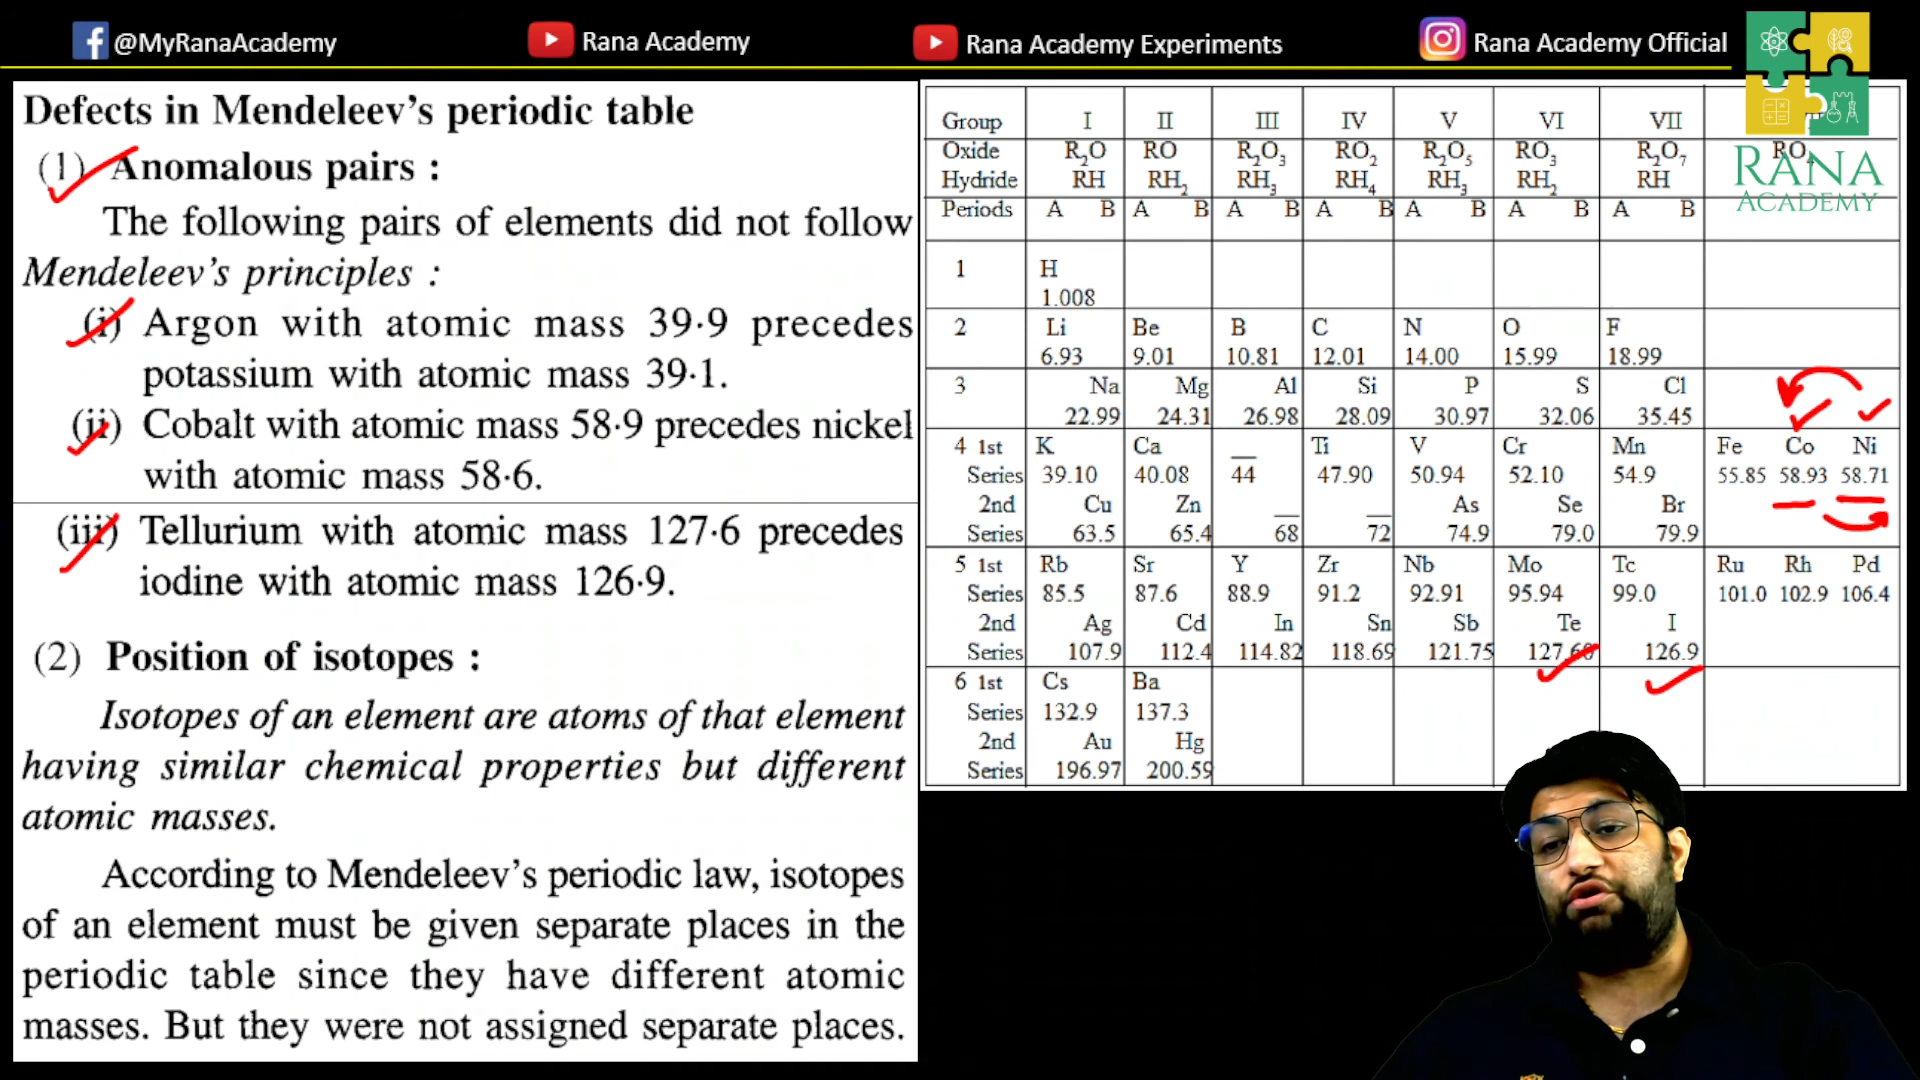 @MyRanaAcademy
Rana Academy
Rana Academy Experiments
Rana Academy Official
RANA
ACADEMY
Defects in Mendeleev's periodic table
(1) Anomalous pairs :
The following pairs of elements did not follow
Mendeleev's principles :
(i) Argon with atomic mass 39·9 precedes
potassium with atomic mass 39·1.
(ii) Cobalt with atomic mass 58·9 precedes nickel
with atomic mass 58·6.
(iii) Tellurium with atomic mass 127·6 precedes
iodine with atomic mass 126·9.
(2) Position of isotopes :
Isotopes of an element are atoms of that element
having similar chemical properties but different
atomic masses.
According to Mendeleev's periodic law, isotopes
of an element must be given separate places in the
periodic table since they have different atomic
masses. But they were not assigned separate places.
Group I II III IV V VI VII
Oxide R₂O RO R₂O₃ RO₂ R₂O₅ RO₃ R₂O₇ RO₄
Hydride RH RH₂ RH₃ RH₄ RH₃ RH₂ RH
Periods A B A B A B A B A B A B A B
1 H
1.008
2 Li Be B C N O F
6.93 9.01 10.81 12.01 14.00 15.99 18.99
3 Na Mg Al Si P S Cl
22.99 24.31 26.98 28.09 30.97 32.06 35.45
4 1st K Ca __ Ti V Cr Mn Fe Co Ni
Series 39.10 40.08 44 47.90 50.94 52.10 54.9 55.85 58.93 58.71
2nd Cu Zn __ __ As Se Br
Series 63.5 65.4 68 72 74.9 79.0 79.9
5 1st Rb Sr Y Zr Nb Mo Tc Ru Rh Pd
Series 85.5 87.6 88.9 91.2 92.91 95.94 99.0 101.0 102.9 106.4
2nd Ag Cd In Sn Sb Te I
Series 107.9 112.4 114.82 118.69 121.75 127.60 126.9
6 1st Cs Ba
Series 132.9 137.3
2nd Au Hg
Series 196.97 200.59